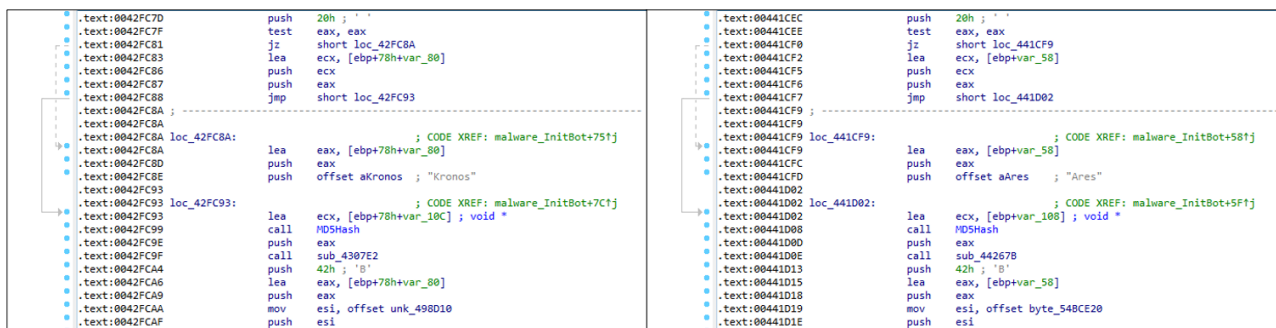 .text:0042FC7D push 20h ; ' '
.text:0042FC7F test eax, eax
.text:0042FC81 jz short loc_42FC8A
.text:0042FC83 lea ecx, [ebp+78h+var_80]
.text:0042FC86 push ecx
.text:0042FC87 push eax
.text:0042FC88 jmp short loc_42FC93
.text:0042FC8A ; ---------------------------------------------------------------------------
.text:0042FC8A
.text:0042FC8A loc_42FC8A: ; CODE XREF: malware_InitBot+75↑j
.text:0042FC8A lea eax, [ebp+78h+var_80]
.text:0042FC8D push eax
.text:0042FC8E push offset aKronos ; "Kronos"
.text:0042FC93
.text:0042FC93 loc_42FC93: ; CODE XREF: malware_InitBot+7C↑j
.text:0042FC93 lea ecx, [ebp+78h+var_10C] ; void *
.text:0042FC99 call MD5Hash
.text:0042FC9E push eax
.text:0042FC9F call sub_4307E2
.text:0042FCA4 push 42h ; 'B'
.text:0042FCA6 lea eax, [ebp+78h+var_80]
.text:0042FCA9 push eax
.text:0042FCAA mov esi, offset unk_498D10
.text:0042FCAF push esi
.text:00441CEC push 20h ; ' '
.text:00441CEE test eax, eax
.text:00441CF0 jz short loc_441CF9
.text:00441CF2 lea ecx, [ebp+var_58]
.text:00441CF5 push ecx
.text:00441CF6 push eax
.text:00441CF7 jmp short loc_441D02
.text:00441CF9 ; ---------------------------------------------------------------------------
.text:00441CF9
.text:00441CF9 loc_441CF9: ; CODE XREF: malware_InitBot+58↑j
.text:00441CF9 lea eax, [ebp+var_58]
.text:00441CFC push eax
.text:00441CFD push offset aAres ; "Ares"
.text:00441D02
.text:00441D02 loc_441D02: ; CODE XREF: malware_InitBot+5F↑j
.text:00441D02 lea ecx, [ebp+var_108] ; void *
.text:00441D08 call MD5Hash
.text:00441D0D push eax
.text:00441D0E call sub_44267B
.text:00441D13 push 42h ; 'B'
.text:00441D15 lea eax, [ebp+var_58]
.text:00441D18 push eax
.text:00441D19 mov esi, offset byte_54BCE20
.text:00441D1E push esi